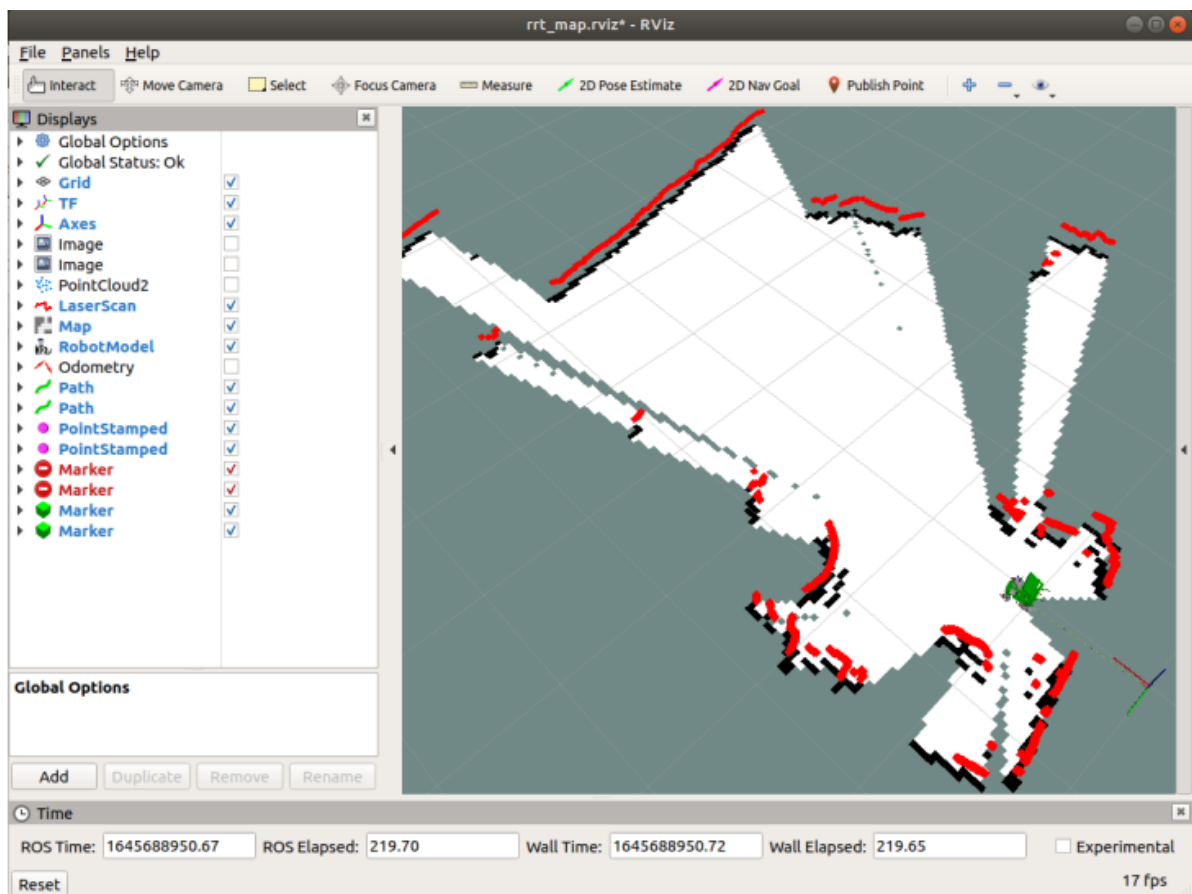 rrt_map.rviz* - RViz
File Panels Help
Interact Move Camera Select Focus Camera Measure 2D Pose Estimate 2D Nav Goal Publish Point
Displays
Global Options
Global Status: Ok
Grid
TF
Axes
Image
Image
PointCloud2
LaserScan
Map
RobotModel
Odometry
Path
Path
PointStamped
PointStamped
Marker
Marker
Marker
Marker
Global Options
Add Duplicate Remove Rename
Time
ROS Time: 1645688950.67 ROS Elapsed: 219.70 Wall Time: 1645688950.72 Wall Elapsed: 219.65 Experimental
Reset 17 fps